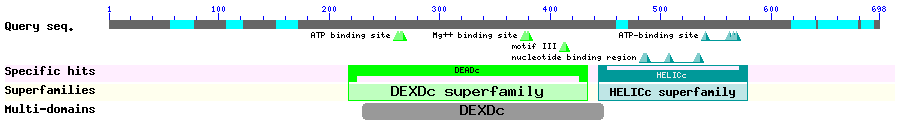 1 100 200 300 400 500 600 698
Query seq.
ATP binding site Mg++ binding site ATP-binding site
motif III
nucleotide binding region
Specific hits DEADc HELICc
Superfamilies DEXDc superfamily HELICc superfamily
Multi-domains DEXDc